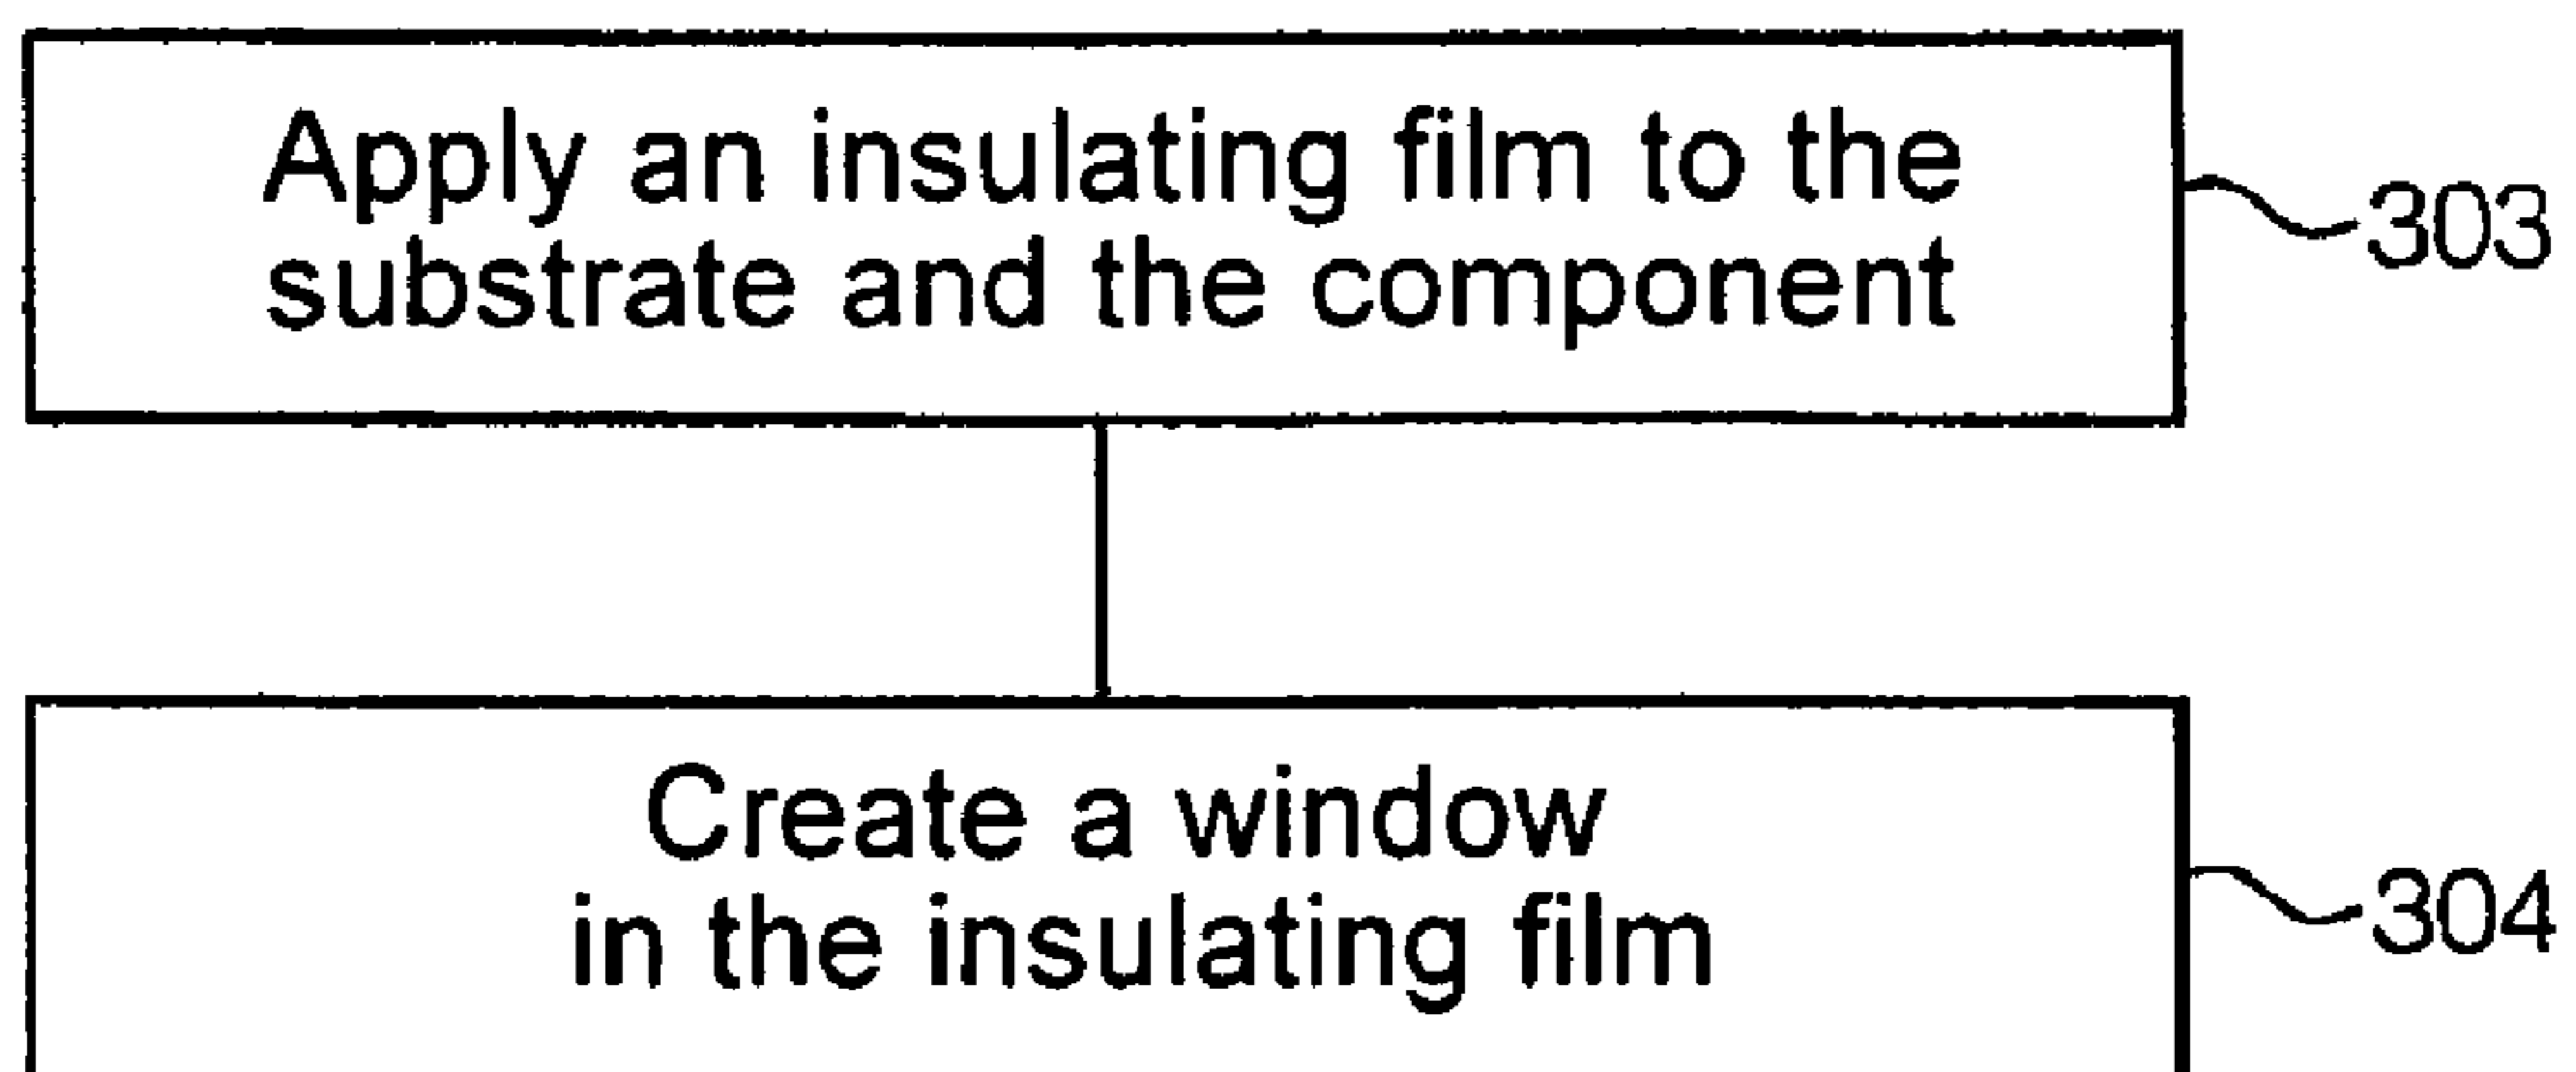 Apply an insulating film to the
substrate and the component
303
Create a window
in the insulating film
304